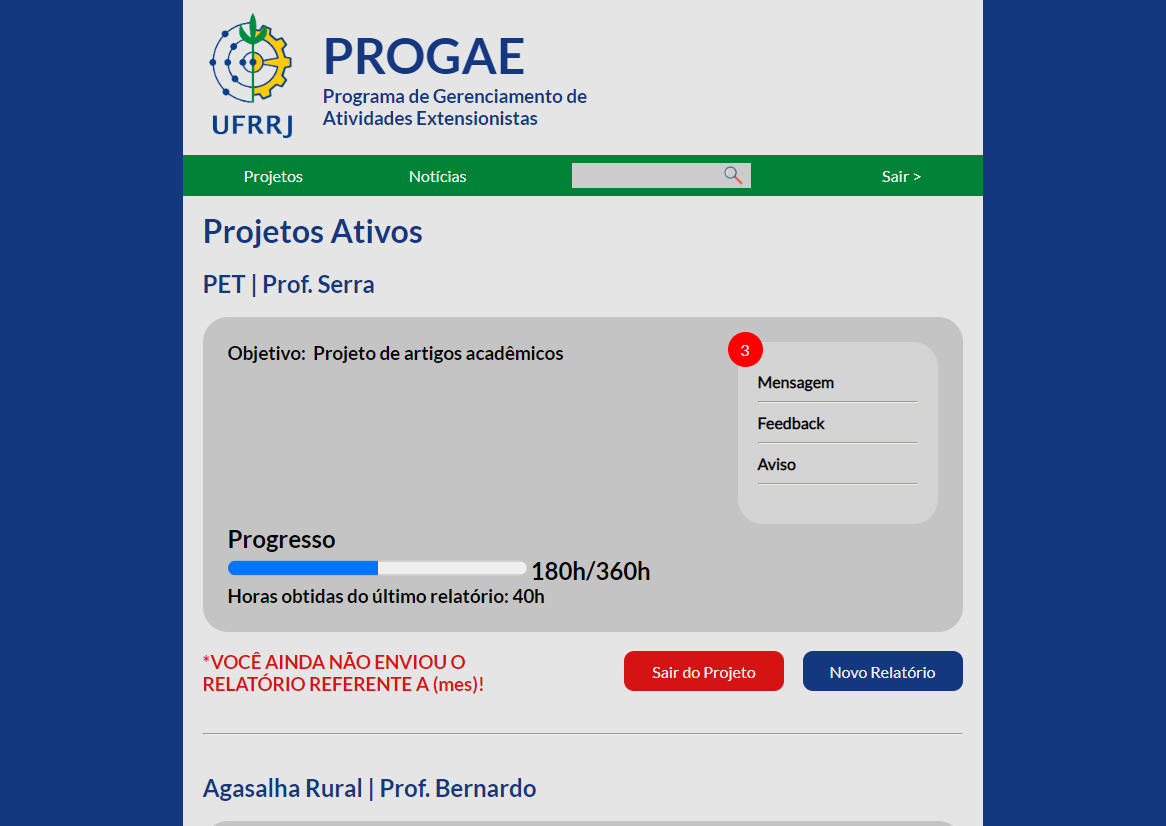 UFRRJ
PROGAE
Programa de Gerenciamento de
Atividades Extensionistas
Projetos
Notícias
Sair >
Projetos Ativos
PET | Prof. Serra
Objetivo: Projeto de artigos acadêmicos
3
Mensagem
Feedback
Aviso
Progresso
180h/360h
Horas obtidas do último relatório: 40h
*VOCÊ AINDA NÃO ENVIOU O
RELATÓRIO REFERENTE A (mes)!
Sair do Projeto
Novo Relatório
Agasalha Rural | Prof. Bernardo